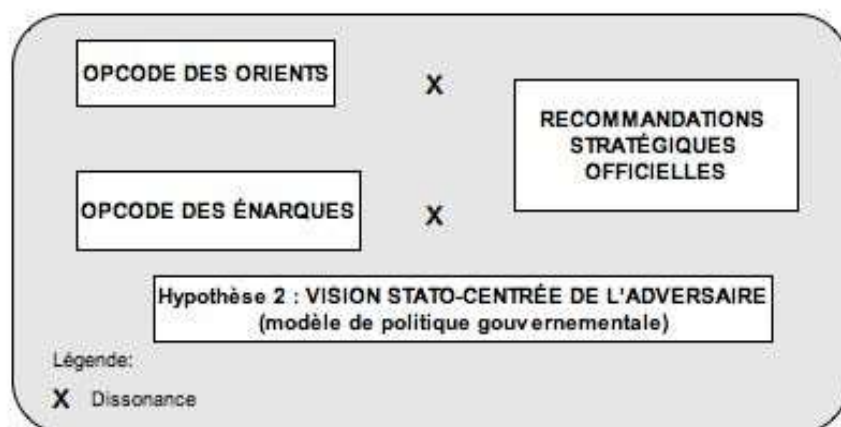 OPCODE DES ORIENTS
X
RECOMMANDATIONS
STRATÉGIQUES
OFFICIELLES
OPCODE DES ÉNARQUES
X
Hypothèse 2 : VISION STATO-CENTRÉE DE L'ADVERSAIRE
(modèle de politique gouvernementale)
Légende:
X Dissonance